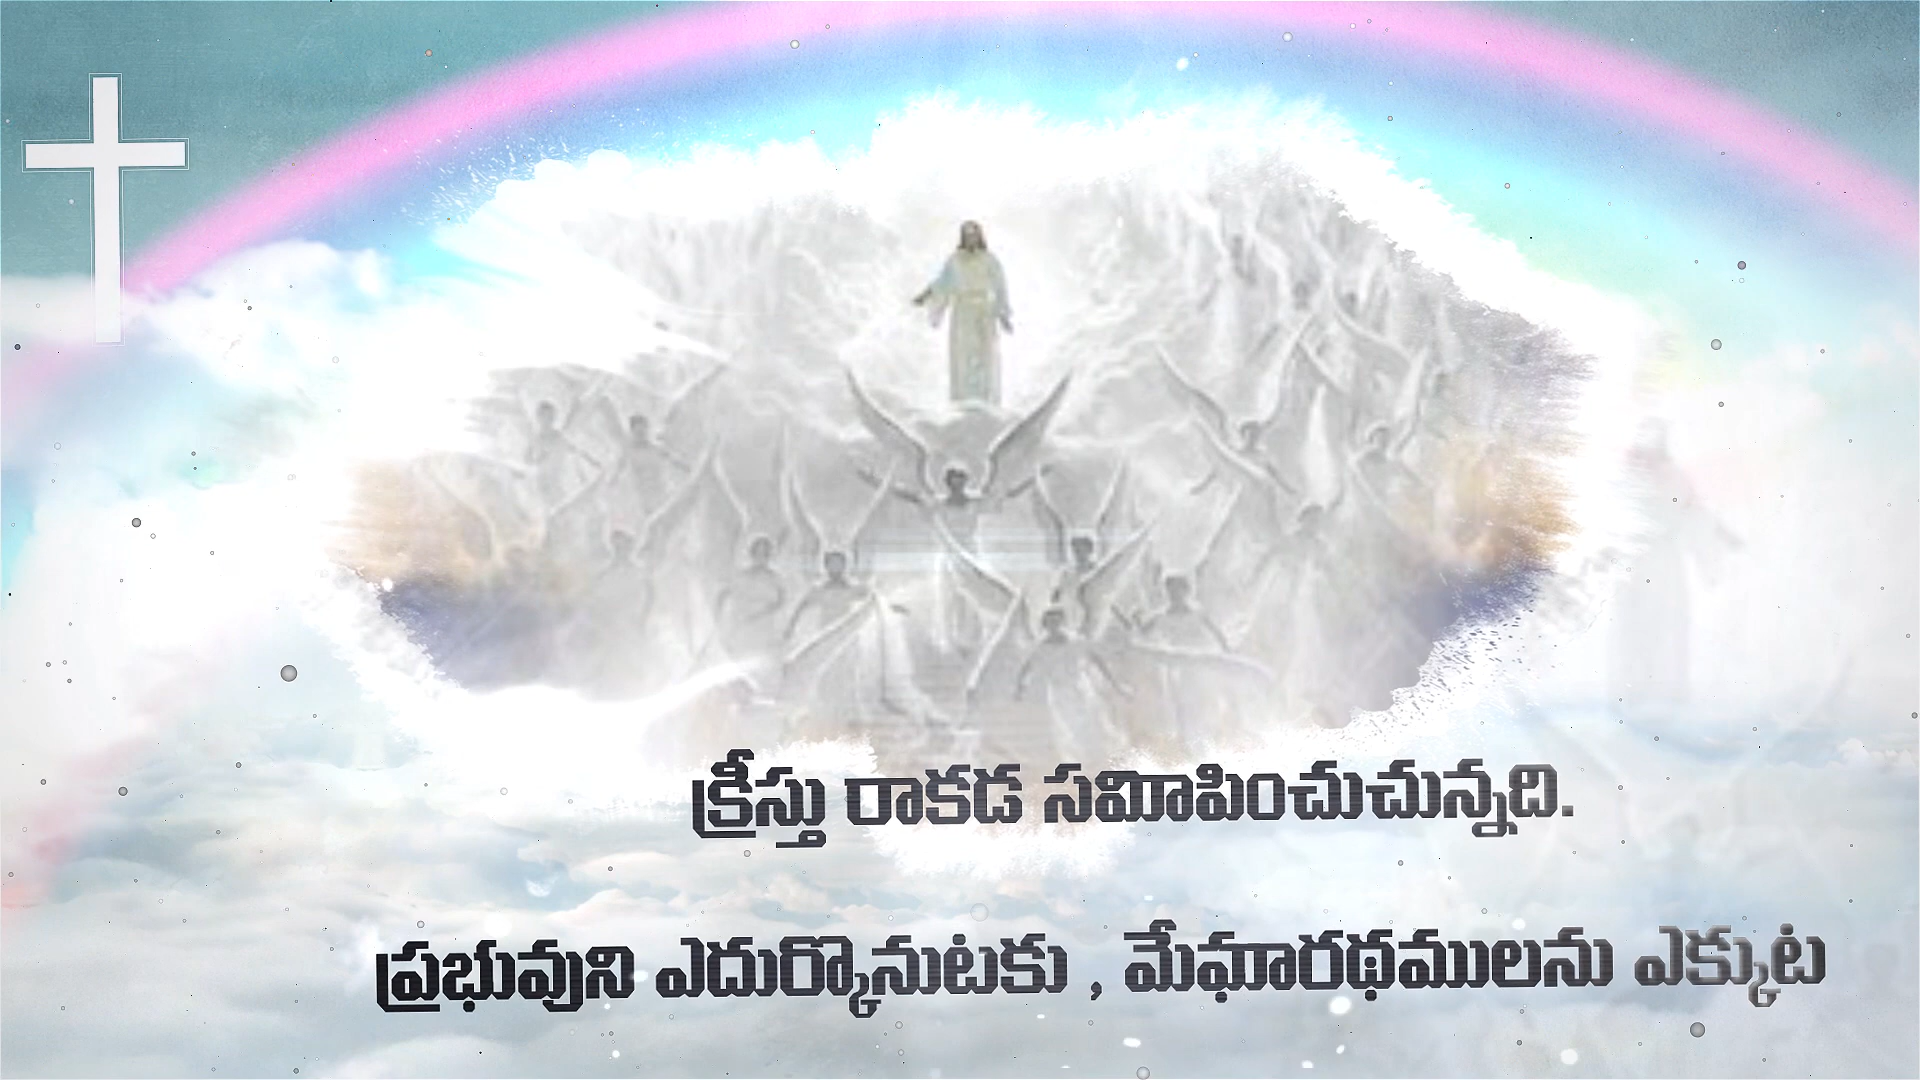 క్రీస్తు రాకడ సమీపించుచున్నది.
ప్రభువుని ఎదుర్కొనుటకు , మేఘారథములను ఎక్కుట